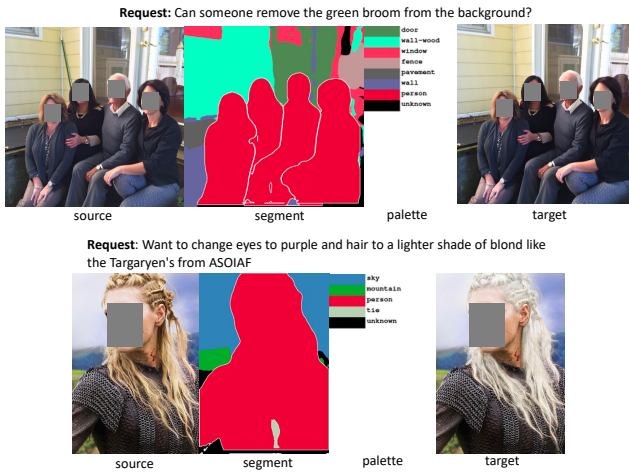 Request: Can someone remove the green broom from the background?
door
wall-wood
window
fence
pavement
wall
person
unknown
source
segment
palette
target
Request: Want to change eyes to purple and hair to a lighter shade of blond like
the Targaryen's from ASOIAF
sky
mountain
person
tie
unknown
source
segment
palette
target